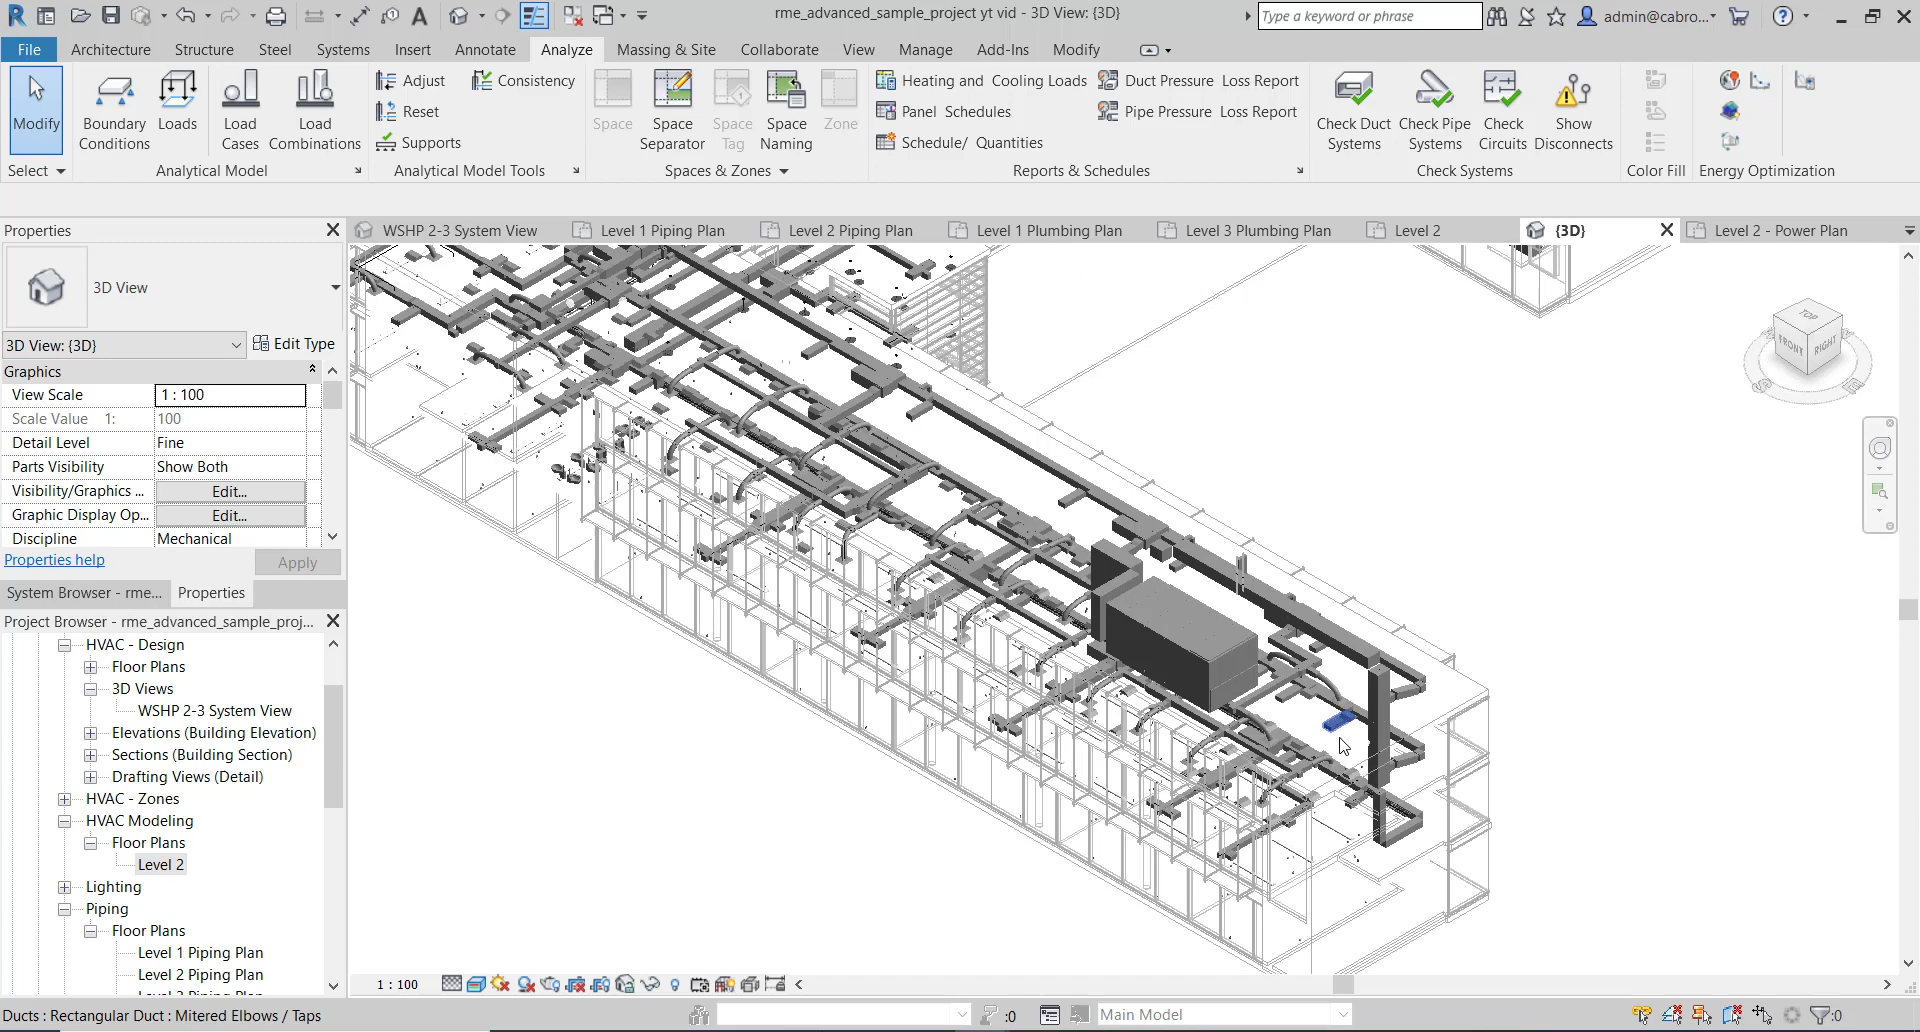 rme_advanced_sample_project yt vid - 3D View: {3D}
Type a keyword or phrase
admin@cabro...
File Architecture Structure Steel Systems Insert Annotate Analyze Massing & Site Collaborate View Manage Add-Ins Modify
Modify
Boundary Conditions
Loads
Load Cases
Load Combinations
Adjust
Reset
Supports
Consistency
Space
Space Separator
Space Tag
Space Naming
Zone
Heating and Cooling Loads
Panel Schedules
Schedule/ Quantities
Duct Pressure Loss Report
Pipe Pressure Loss Report
Check Duct Systems
Check Pipe Systems
Check Circuits
Show Disconnects
Select Analytical Model Analytical Model Tools Spaces & Zones Reports & Schedules Check Systems Color Fill Energy Optimization
Properties
WSHP 2-3 System View Level 1 Piping Plan Level 2 Piping Plan Level 1 Plumbing Plan Level 3 Plumbing Plan Level 2 {3D} Level 2 - Power Plan
3D View
3D View: {3D} Edit Type
Graphics
View Scale 1 : 100
Scale Value 1: 100
Detail Level Fine
Parts Visibility Show Both
Visibility/Graphics ... Edit...
Graphic Display Op... Edit...
Discipline Mechanical
Properties help Apply
System Browser - rme... Properties
Project Browser - rme_advanced_sample_proj...
HVAC - Design
Floor Plans
3D Views
WSHP 2-3 System View
Elevations (Building Elevation)
Sections (Building Section)
Drafting Views (Detail)
HVAC - Zones
HVAC Modeling
Floor Plans
Level 2
Lighting
Piping
Floor Plans
Level 1 Piping Plan
Level 2 Piping Plan
TOP
FRONT RIGHT
S E
1 : 100
Ducts : Rectangular Duct : Mitered Elbows / Taps
:0
Main Model
:0